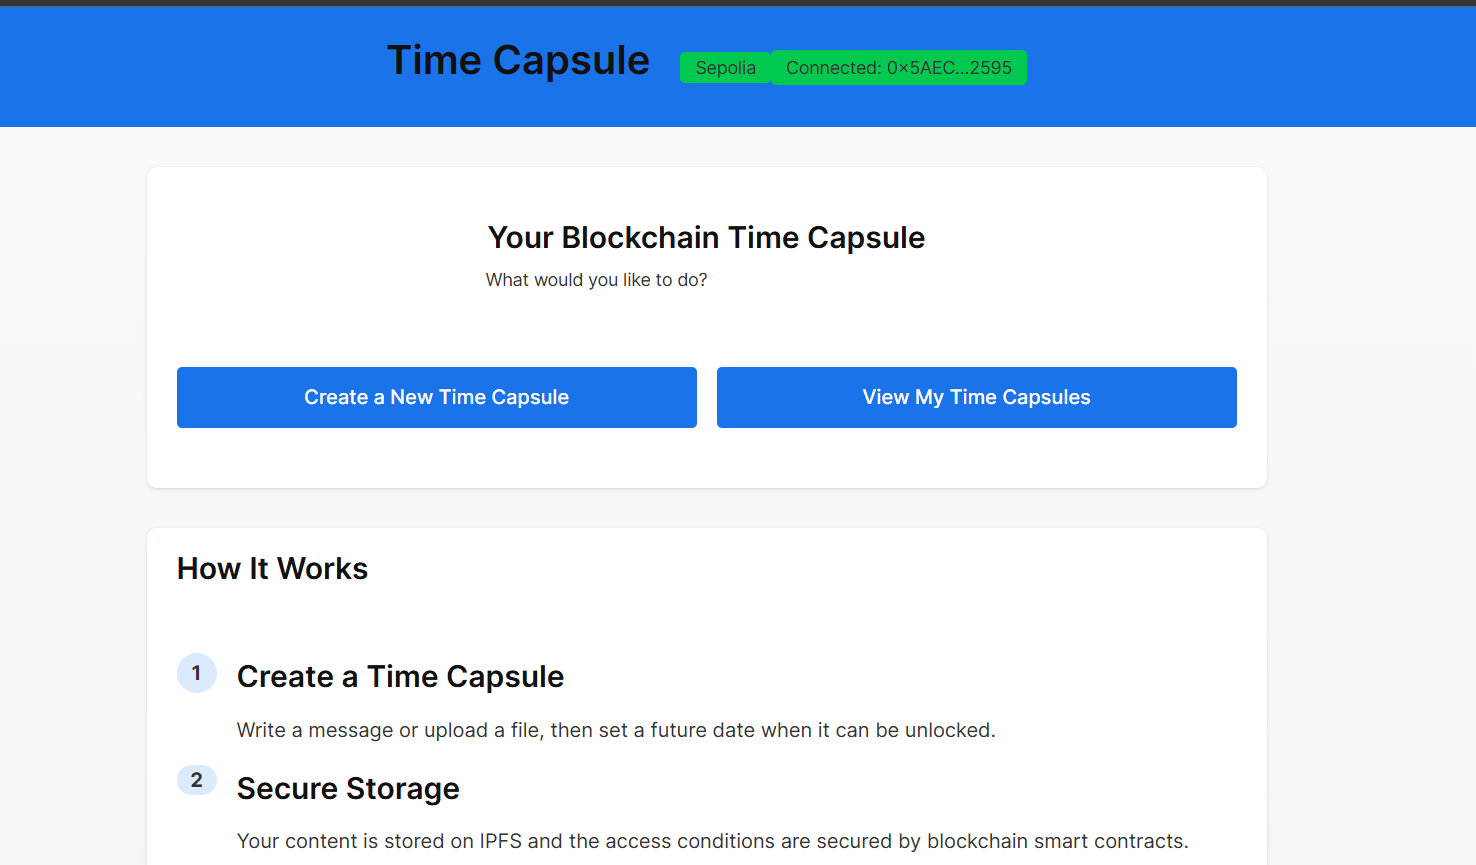 Time Capsule
Sepolia
Connected: 0x5AEC...2595
Your Blockchain Time Capsule
What would you like to do?
Create a New Time Capsule
View My Time Capsules
How It Works
1
Create a Time Capsule
Write a message or upload a file, then set a future date when it can be unlocked.
2
Secure Storage
Your content is stored on IPFS and the access conditions are secured by blockchain smart contracts.